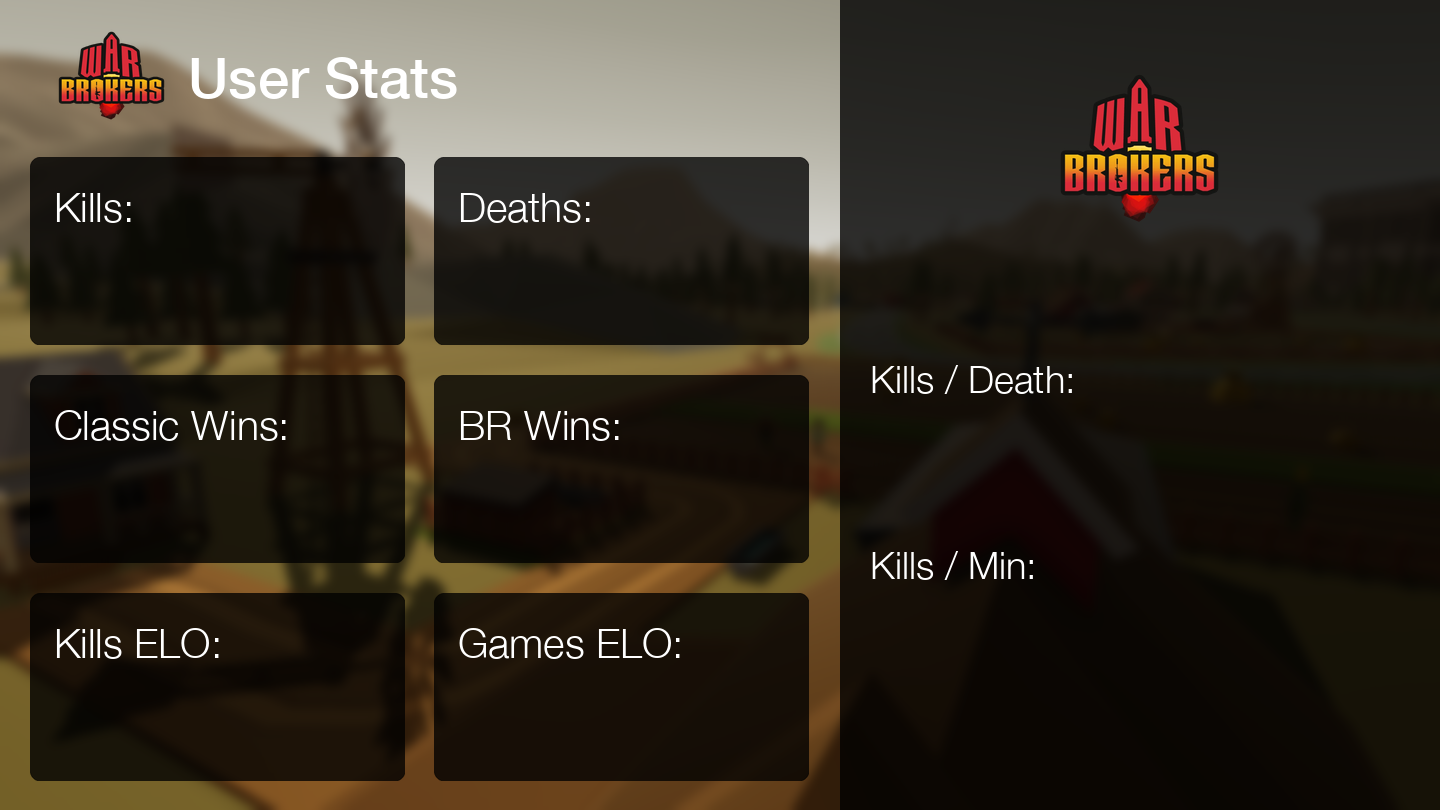 WAR
BROKERS
User Stats
Kills:
Deaths:
Classic Wins:
BR Wins:
Kills ELO:
Games ELO:
WAR
BROKERS
Kills / Death:
Kills / Min: